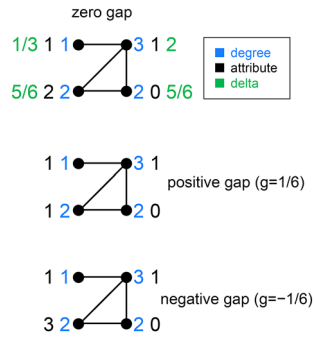 zero gap
1/3 1 1 3 1 2
5/6 2 2 2 0 5/6
degree
attribute
delta
1 1 3 1
positive gap (g=1/6)
1 2 2 0
1 1 3 1
negative gap (g=−1/6)
3 2 2 0